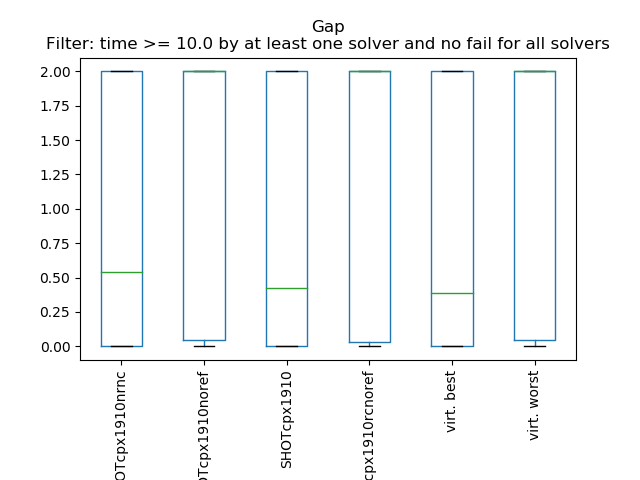 Gap
Filter: time >= 10.0 by at least one solver and no fail for all solvers
2.00
1.75
1.50
1.25
1.00
0.75
0.50
0.25
0.00
OTcpx1910nrnc
OTcpx1910noref
SHOTcpx1910
cpx1910rcnoref
virt. best
virt. worst